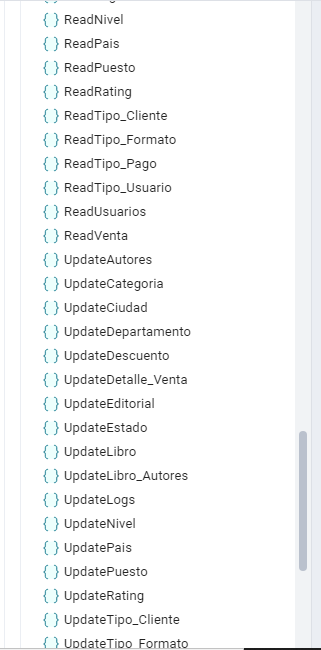 { } ReadNivel
{ } ReadPais
{ } ReadPuesto
{ } ReadRating
{ } ReadTipo_Cliente
{ } ReadTipo_Formato
{ } ReadTipo_Pago
{ } ReadTipo_Usuario
{ } ReadUsuarios
{ } ReadVenta
{ } UpdateAutores
{ } UpdateCategoria
{ } UpdateCiudad
{ } UpdateDepartamento
{ } UpdateDescuento
{ } UpdateDetalle_Venta
{ } UpdateEditorial
{ } UpdateEstado
{ } UpdateLibro
{ } UpdateLibro_Autores
{ } UpdateLogs
{ } UpdateNivel
{ } UpdatePais
{ } UpdatePuesto
{ } UpdateRating
{ } UpdateTipo_Cliente
{ } UpdateTipo_Formato